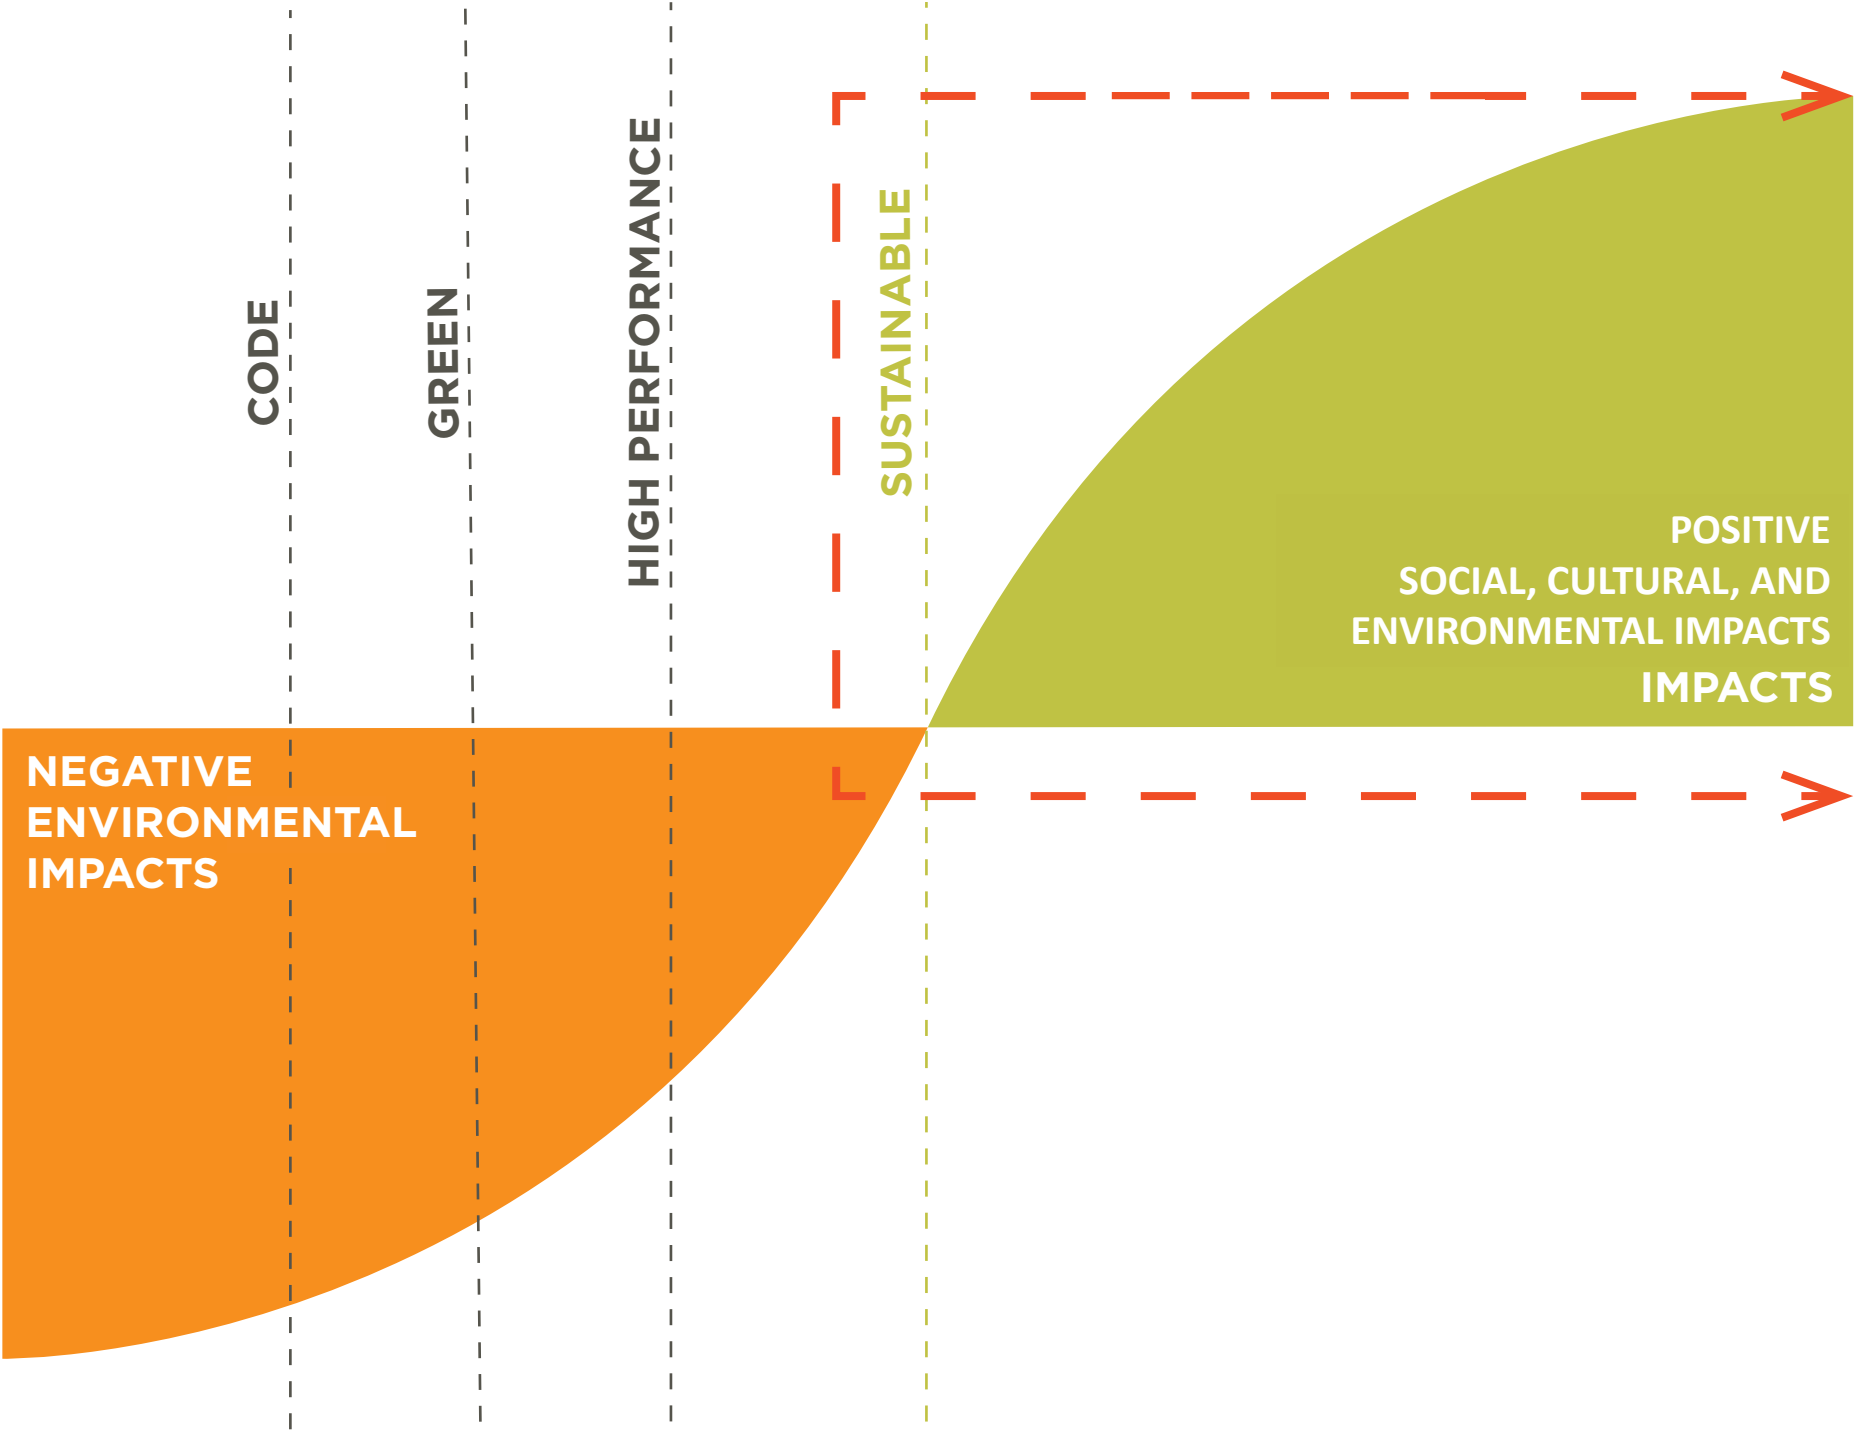 CODE
GREEN
HIGH PERFORMANCE
SUSTAINABLE
POSITIVE
SOCIAL, CULTURAL, AND
ENVIRONMENTAL IMPACTS
IMPACTS
NEGATIVE
ENVIRONMENTAL
IMPACTS